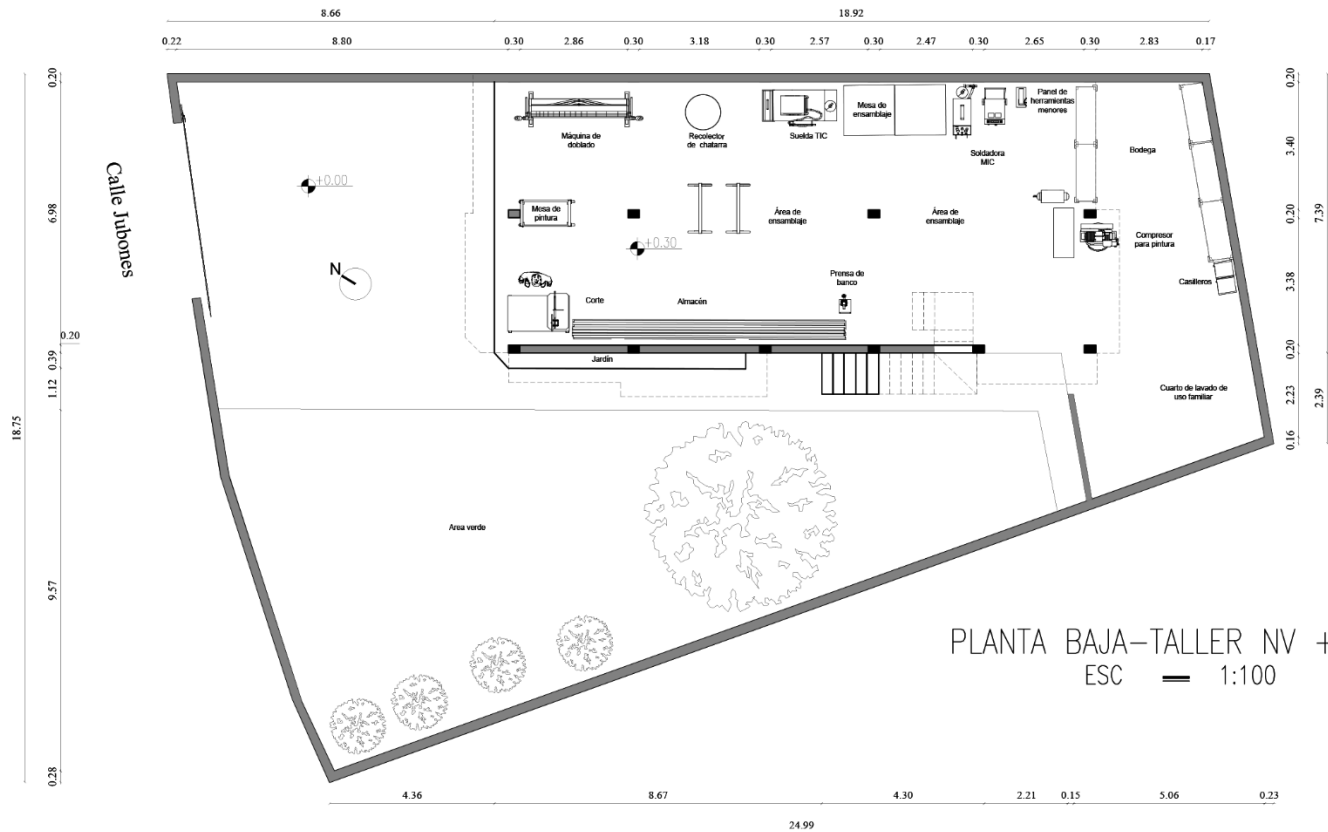 8.66
18.92
0.22
8.80
0.30
2.86
0.30
3.18
0.30
2.57
0.30
2.47
0.30
2.65
0.30
2.83
0.17
0.20
6.98
0.20
0.39
1.12
18.75
9.57
0.28
0.20
3.40
0.20
7.39
3.38
0.20
2.23
2.39
0.16
Calle Jubones
+0.00
N
Máquina de
doblado
Recolector
de chatarra
Suelda TIC
Mesa de
ensamblaje
Soldadora
MIC
Panel de
herramientas
menores
Bodega
Mesa de
pintura
+0.30
Área de
ensamblaje
Área de
ensamblaje
Compresor
para pintura
Prensa de
banco
Casilleros
Corte
Almacén
Jardín
Cuarto de lavado de
uso familiar
Area verde
PLANTA BAJA-TALLER NV +
ESC 1:100
4.36
8.67
4.30
2.21
0.15
5.06
0.23
24.99